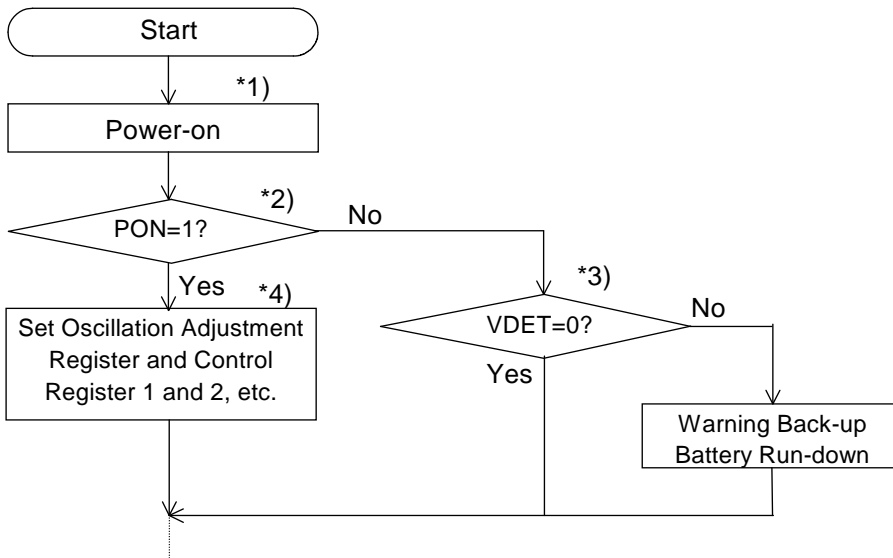 Start
*1)
Power-on
*2)
PON=1?
No
Yes
*3)
*4)
Set Oscillation Adjustment
Register and Control
Register 1 and 2, etc.
VDET=0?
No
Yes
Warning Back-up
Battery Run-down